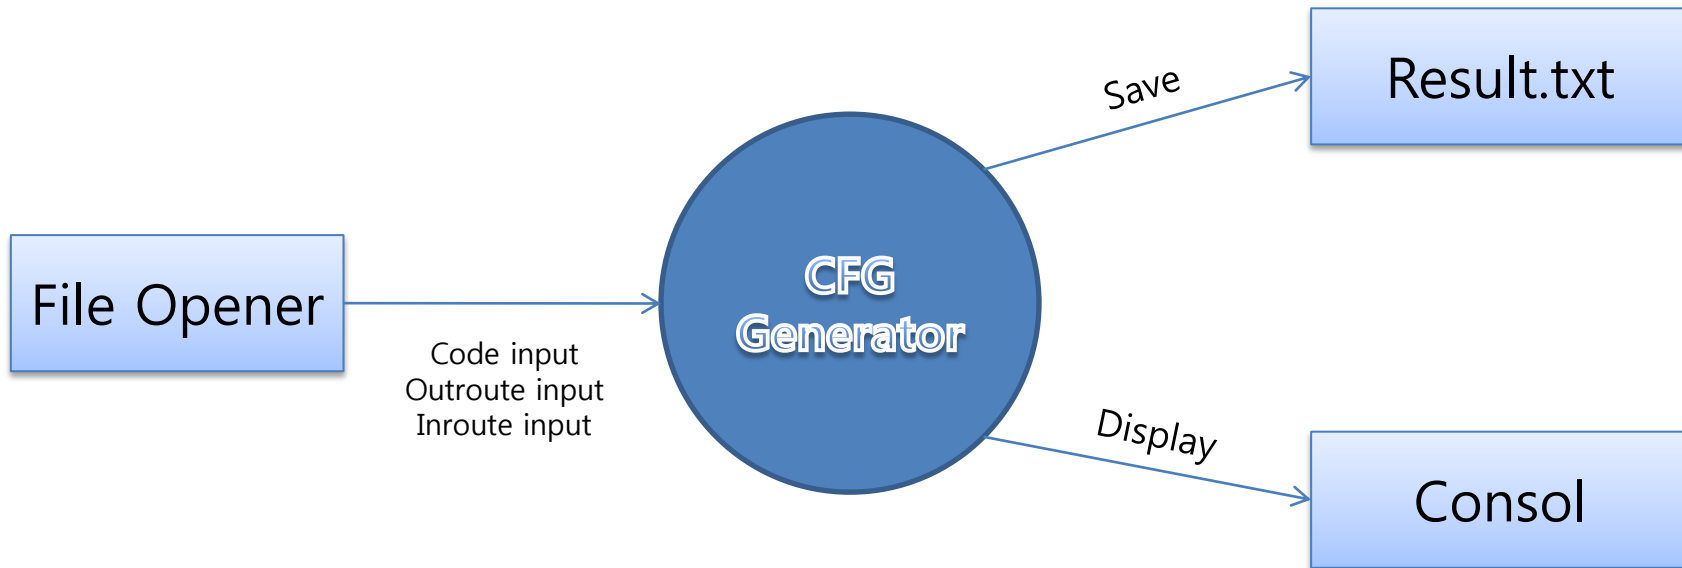 File Opener
Code input
Outroute input
Inroute input
CFG
Generator
Save
Result.txt
Display
Consol